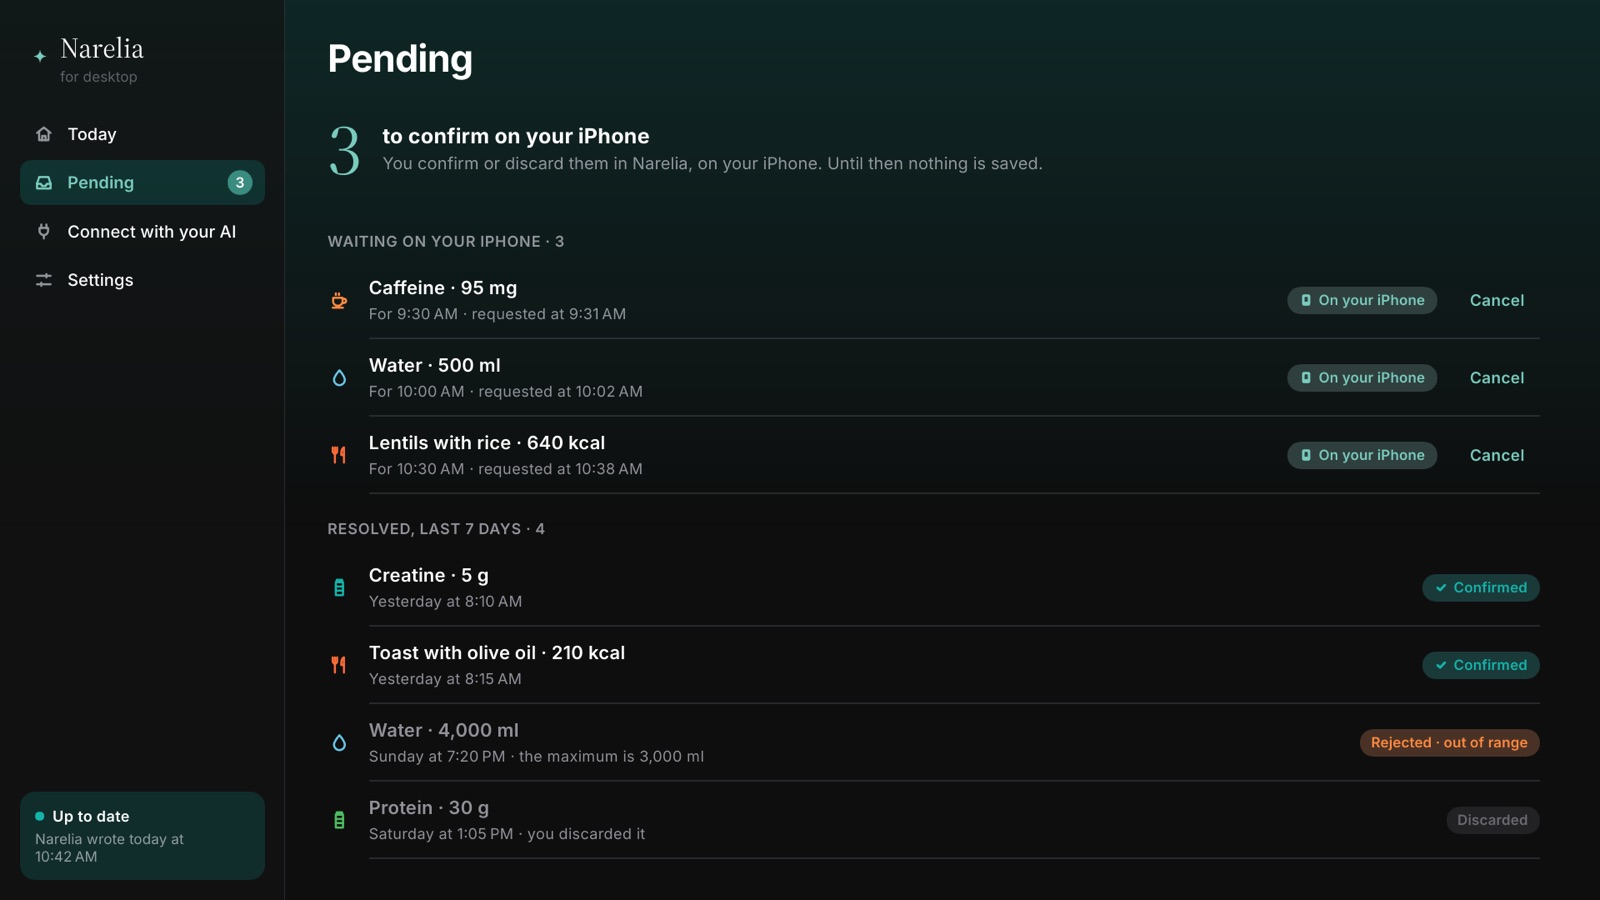 Narelia
for desktop
Today
Pending 3
Connect with your AI
Settings
Up to date
Narelia wrote today at
10:42 AM
Pending
3 to confirm on your iPhone
You confirm or discard them in Narelia, on your iPhone. Until then nothing is saved.
WAITING ON YOUR IPHONE · 3
Caffeine · 95 mg
For 9:30 AM · requested at 9:31 AM
On your iPhone Cancel
Water · 500 ml
For 10:00 AM · requested at 10:02 AM
On your iPhone Cancel
Lentils with rice · 640 kcal
For 10:30 AM · requested at 10:38 AM
On your iPhone Cancel
RESOLVED, LAST 7 DAYS · 4
Creatine · 5 g
Yesterday at 8:10 AM
Confirmed
Toast with olive oil · 210 kcal
Yesterday at 8:15 AM
Confirmed
Water · 4,000 ml
Sunday at 7:20 PM · the maximum is 3,000 ml
Rejected · out of range
Protein · 30 g
Saturday at 1:05 PM · you discarded it
Discarded